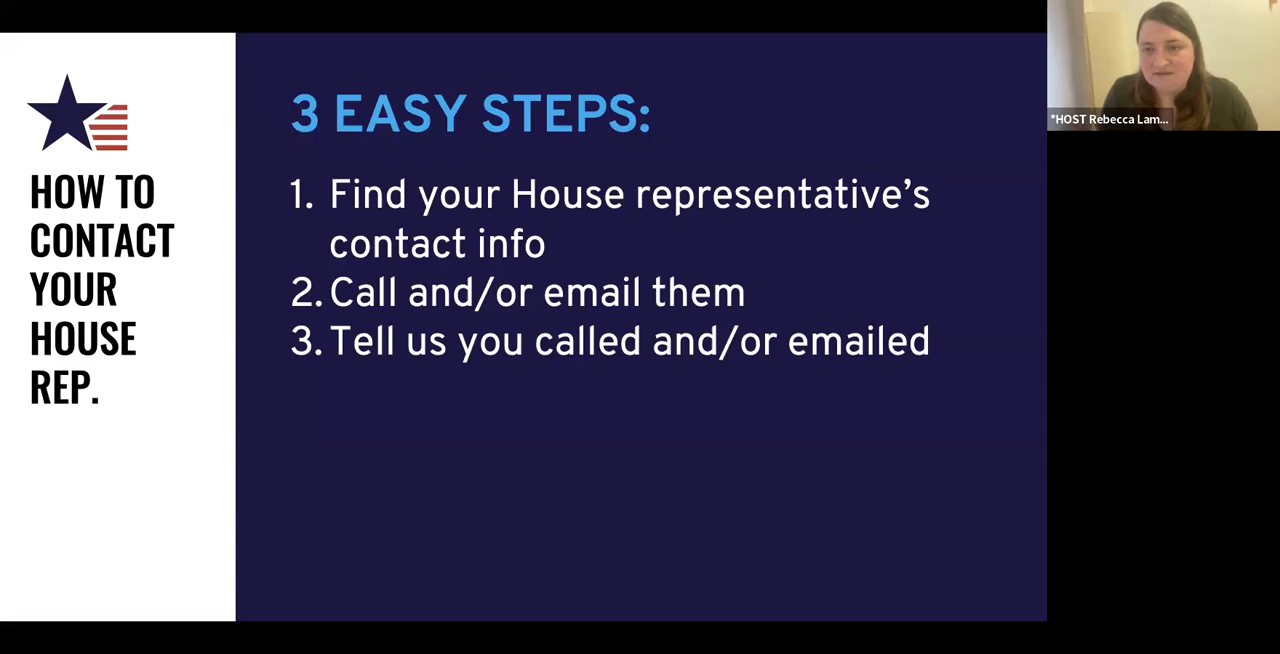 HOW TO
CONTACT
YOUR
HOUSE
REP.
3 EASY STEPS:
1. Find your House representative’s
contact info
2. Call and/or email them
3. Tell us you called and/or emailed
*HOST Rebecca Lam...